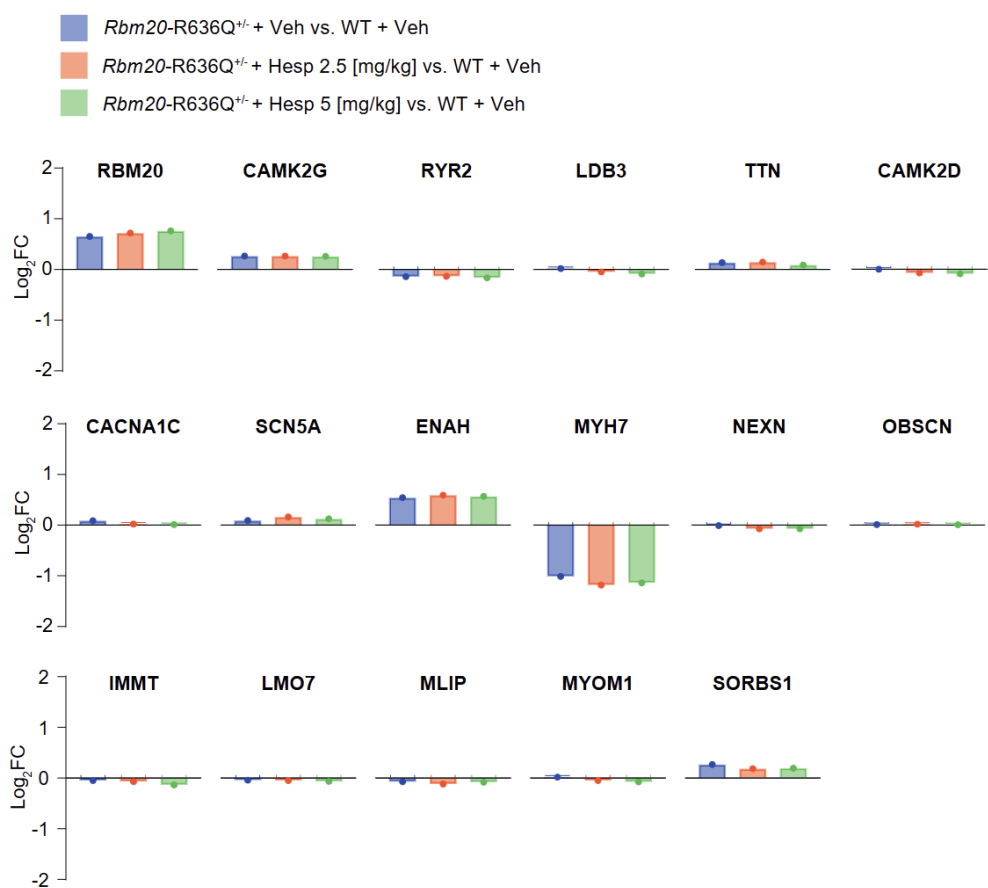 Rbm20-R636Q+/- + Veh vs. WT + Veh
Rbm20-R636Q+/- + Hesp 2.5 [mg/kg] vs. WT + Veh
Rbm20-R636Q+/- + Hesp 5 [mg/kg] vs. WT + Veh
RBM20 CAMK2G RYR2 LDB3 TTN CAMK2D
Log2FC
2
1
0
-1
-2
CACNA1C SCN5A ENAH MYH7 NEXN OBSCN
Log2FC
2
1
0
-1
-2
IMMT LMO7 MLIP MYOM1 SORBS1
Log2FC
2
1
0
-1
-2